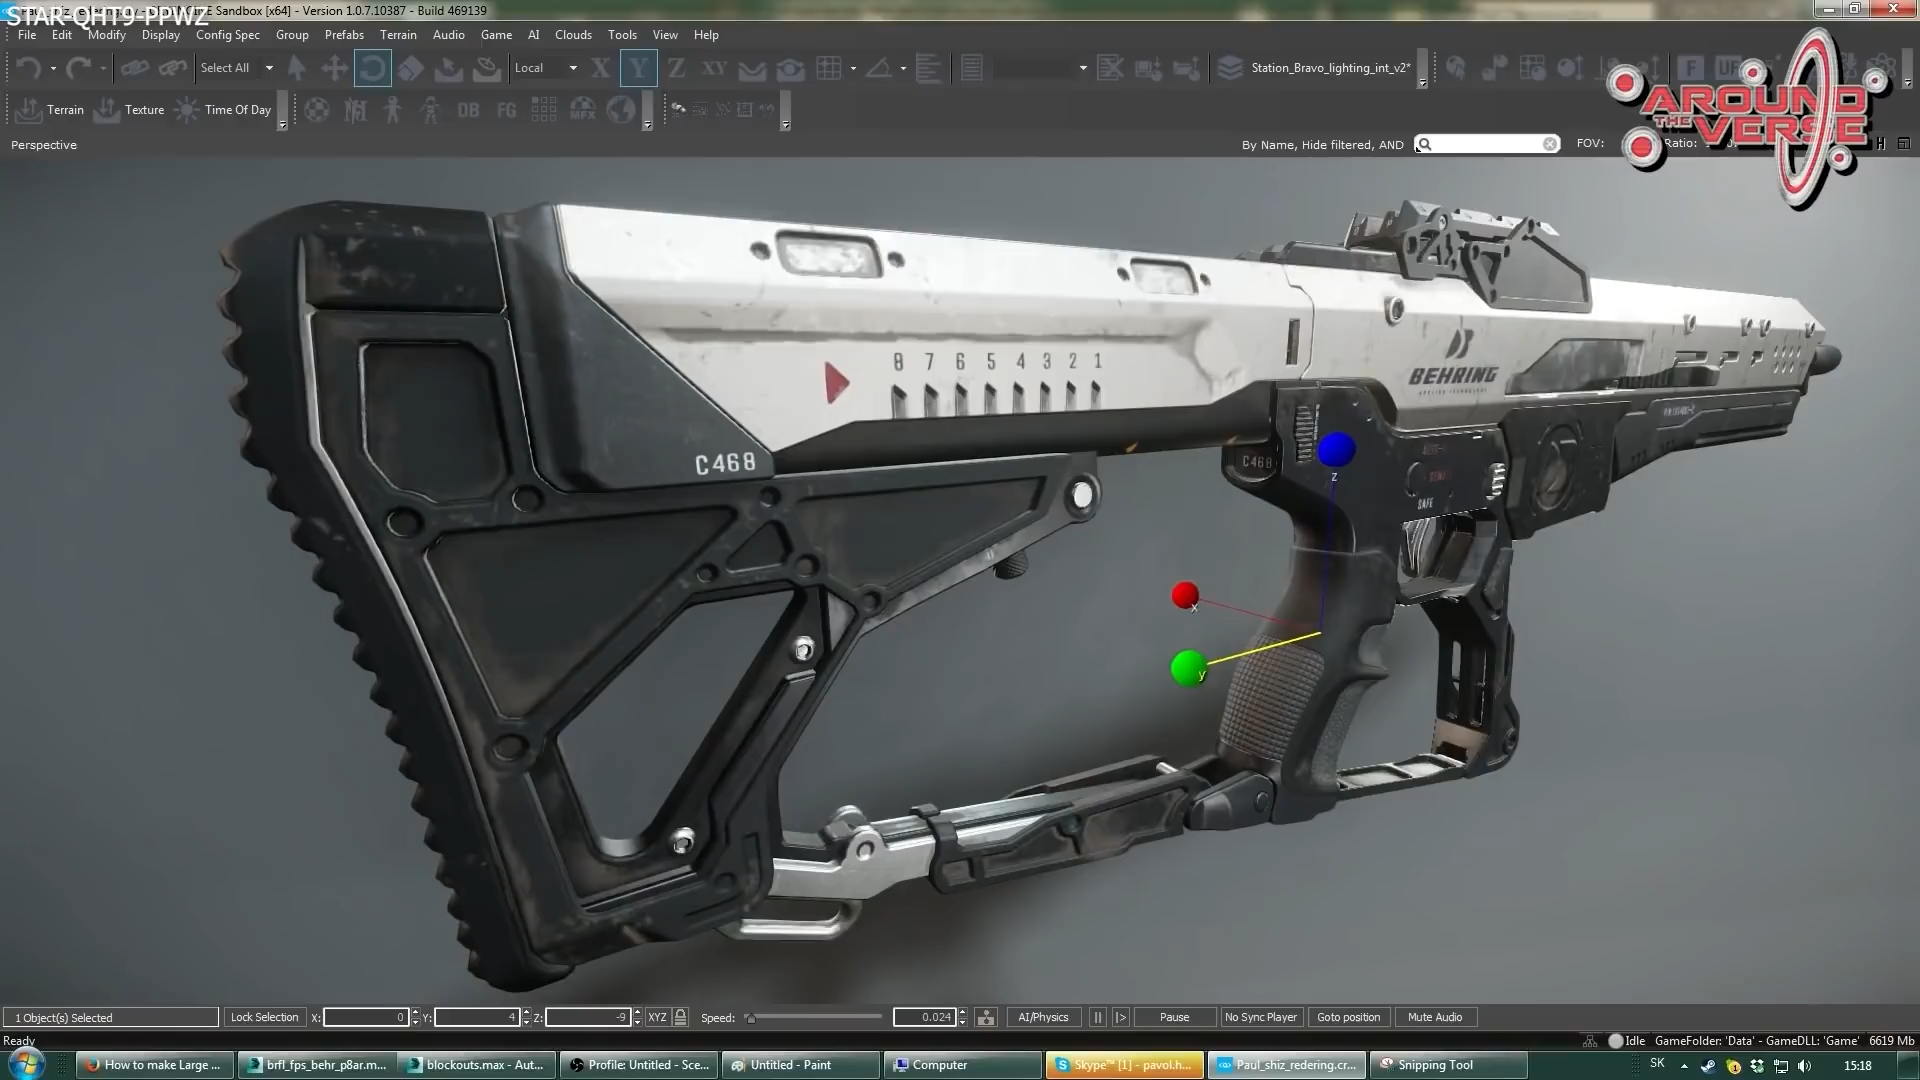 STAR-QHT9-PPWZ
Sandbox [x64] - Version 1.0.7.10387 - Build 469139
File Edit Modify Display Config Spec Group Prefabs Terrain Audio Game AI Clouds Tools View Help
Select All Local X Y Z XY Station_Bravo_lighting_int_v2* F
Terrain Texture Time Of Day DB FG MFX
AROUND
THE VERSE
Perspective By Name, Hide filtered, AND FOV: Ratio: H
8 7 6 5 4 3 2 1
BEHRING
APPLIED TECHNOLOGY
C468
C468
SEMI
SAFE
z
x
y
1 Object(s) Selected Lock Selection X: 0 Y: 4 Z: -9 XYZ Speed: 0.024 AI/Physics Pause No Sync Player Goto position Mute Audio
Ready Idle GameFolder: 'Data' - GameDLL: 'Game' 6619 Mb
How to make Large ... brfl_fps_behr_p8ar.m... blockouts.max - Aut... Profile: Untitled - Sce... Untitled - Paint Computer Skype™ [1] - pavol.h... Paul_shiz_redering.cr... Snipping Tool SK 15:18